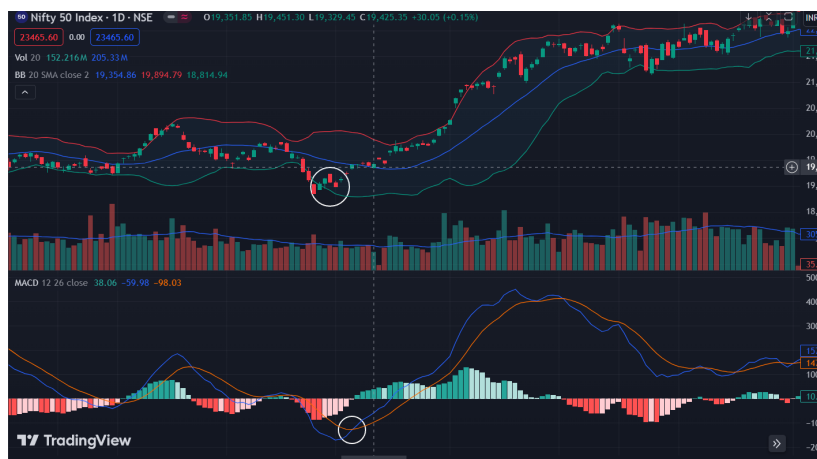 50 Nifty 50 Index · 1D · NSE O19,351.85 H19,451.30 L19,329.45 C19,425.35 +30.05 (+0.15%)
INR
23465.60 0.00 23465.60
Vol 20 152.216M 205.33M
BB 20 SMA close 2 19,354.86 19,894.79 18,814.94
MACD 12 26 close 38.06 −59.98 −98.03
TradingView